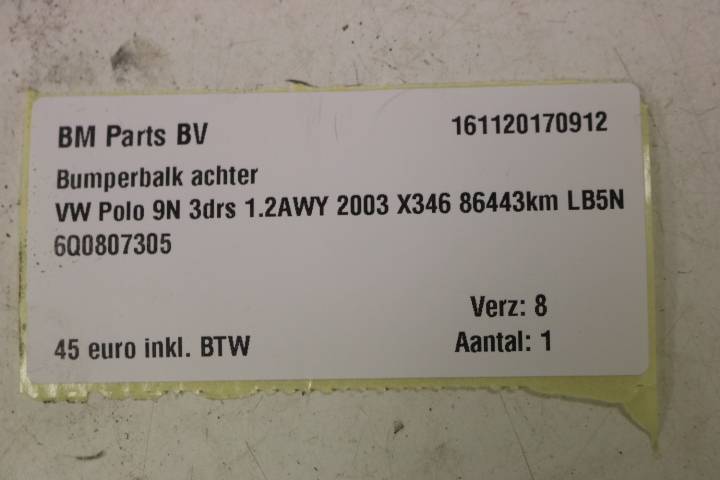 BM Parts BV 161120170912
Bumperbalk achter
VW Polo 9N 3drs 1.2AWY 2003 X346 86443km LB5N
6Q0807305
Verz: 8
45 euro inkl. BTW Aantal: 1